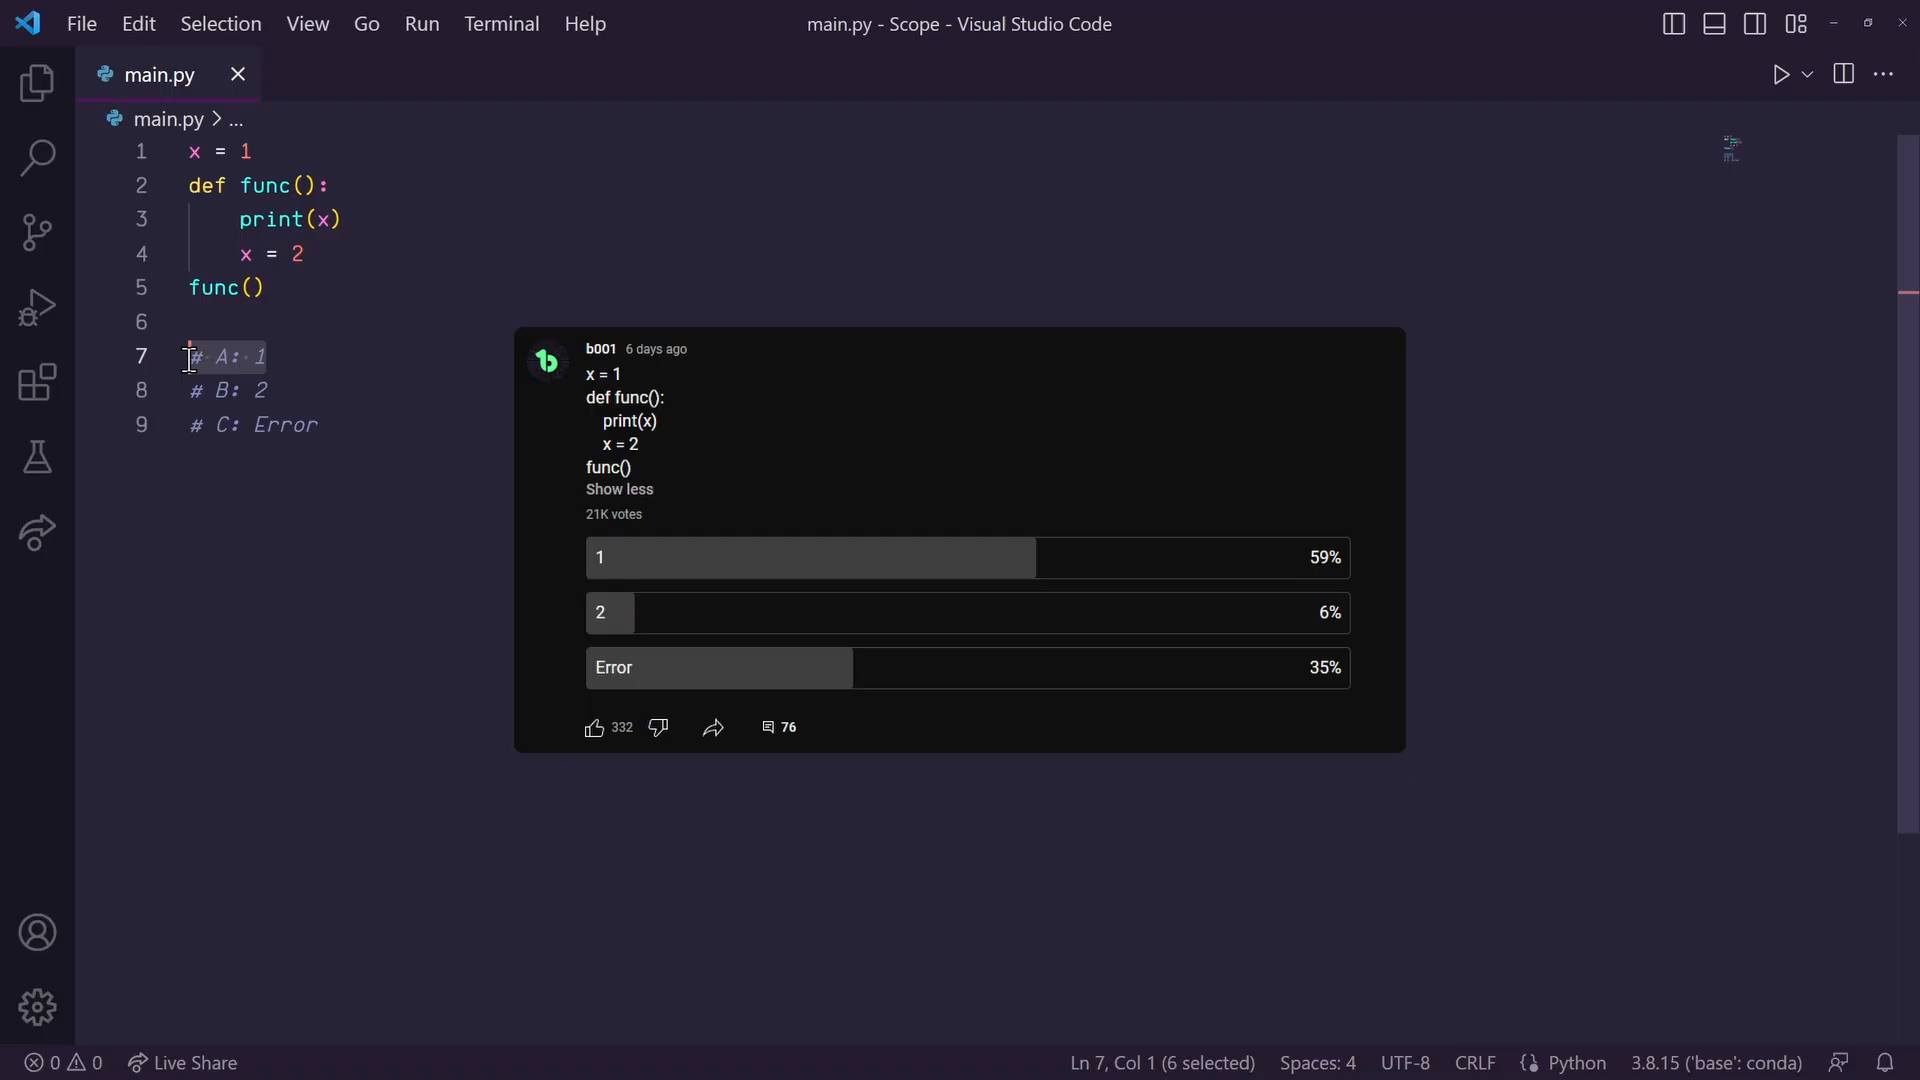 File Edit Selection View Go Run Terminal Help main.py - Scope - Visual Studio Code
main.py
main.py > ...
1 x = 1
2 def func():
3 print(x)
4 x = 2
5 func()
6
7 # A: 1
8 # B: 2
9 # C: Error
b001 6 days ago
x = 1
def func():
print(x)
x = 2
func()
Show less
21K votes
1 59%
2 6%
Error 35%
332 76
0 0 Live Share Ln 7, Col 1 (6 selected) Spaces: 4 UTF-8 CRLF Python 3.8.15 ('base': conda)